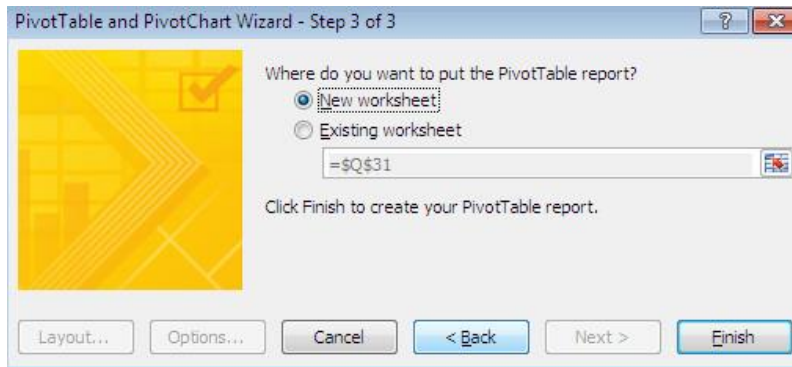 PivotTable and PivotChart Wizard - Step 3 of 3
Where do you want to put the PivotTable report?
New worksheet
Existing worksheet
=$Q$31
Click Finish to create your PivotTable report.
Layout... Options... Cancel < Back Next > Finish